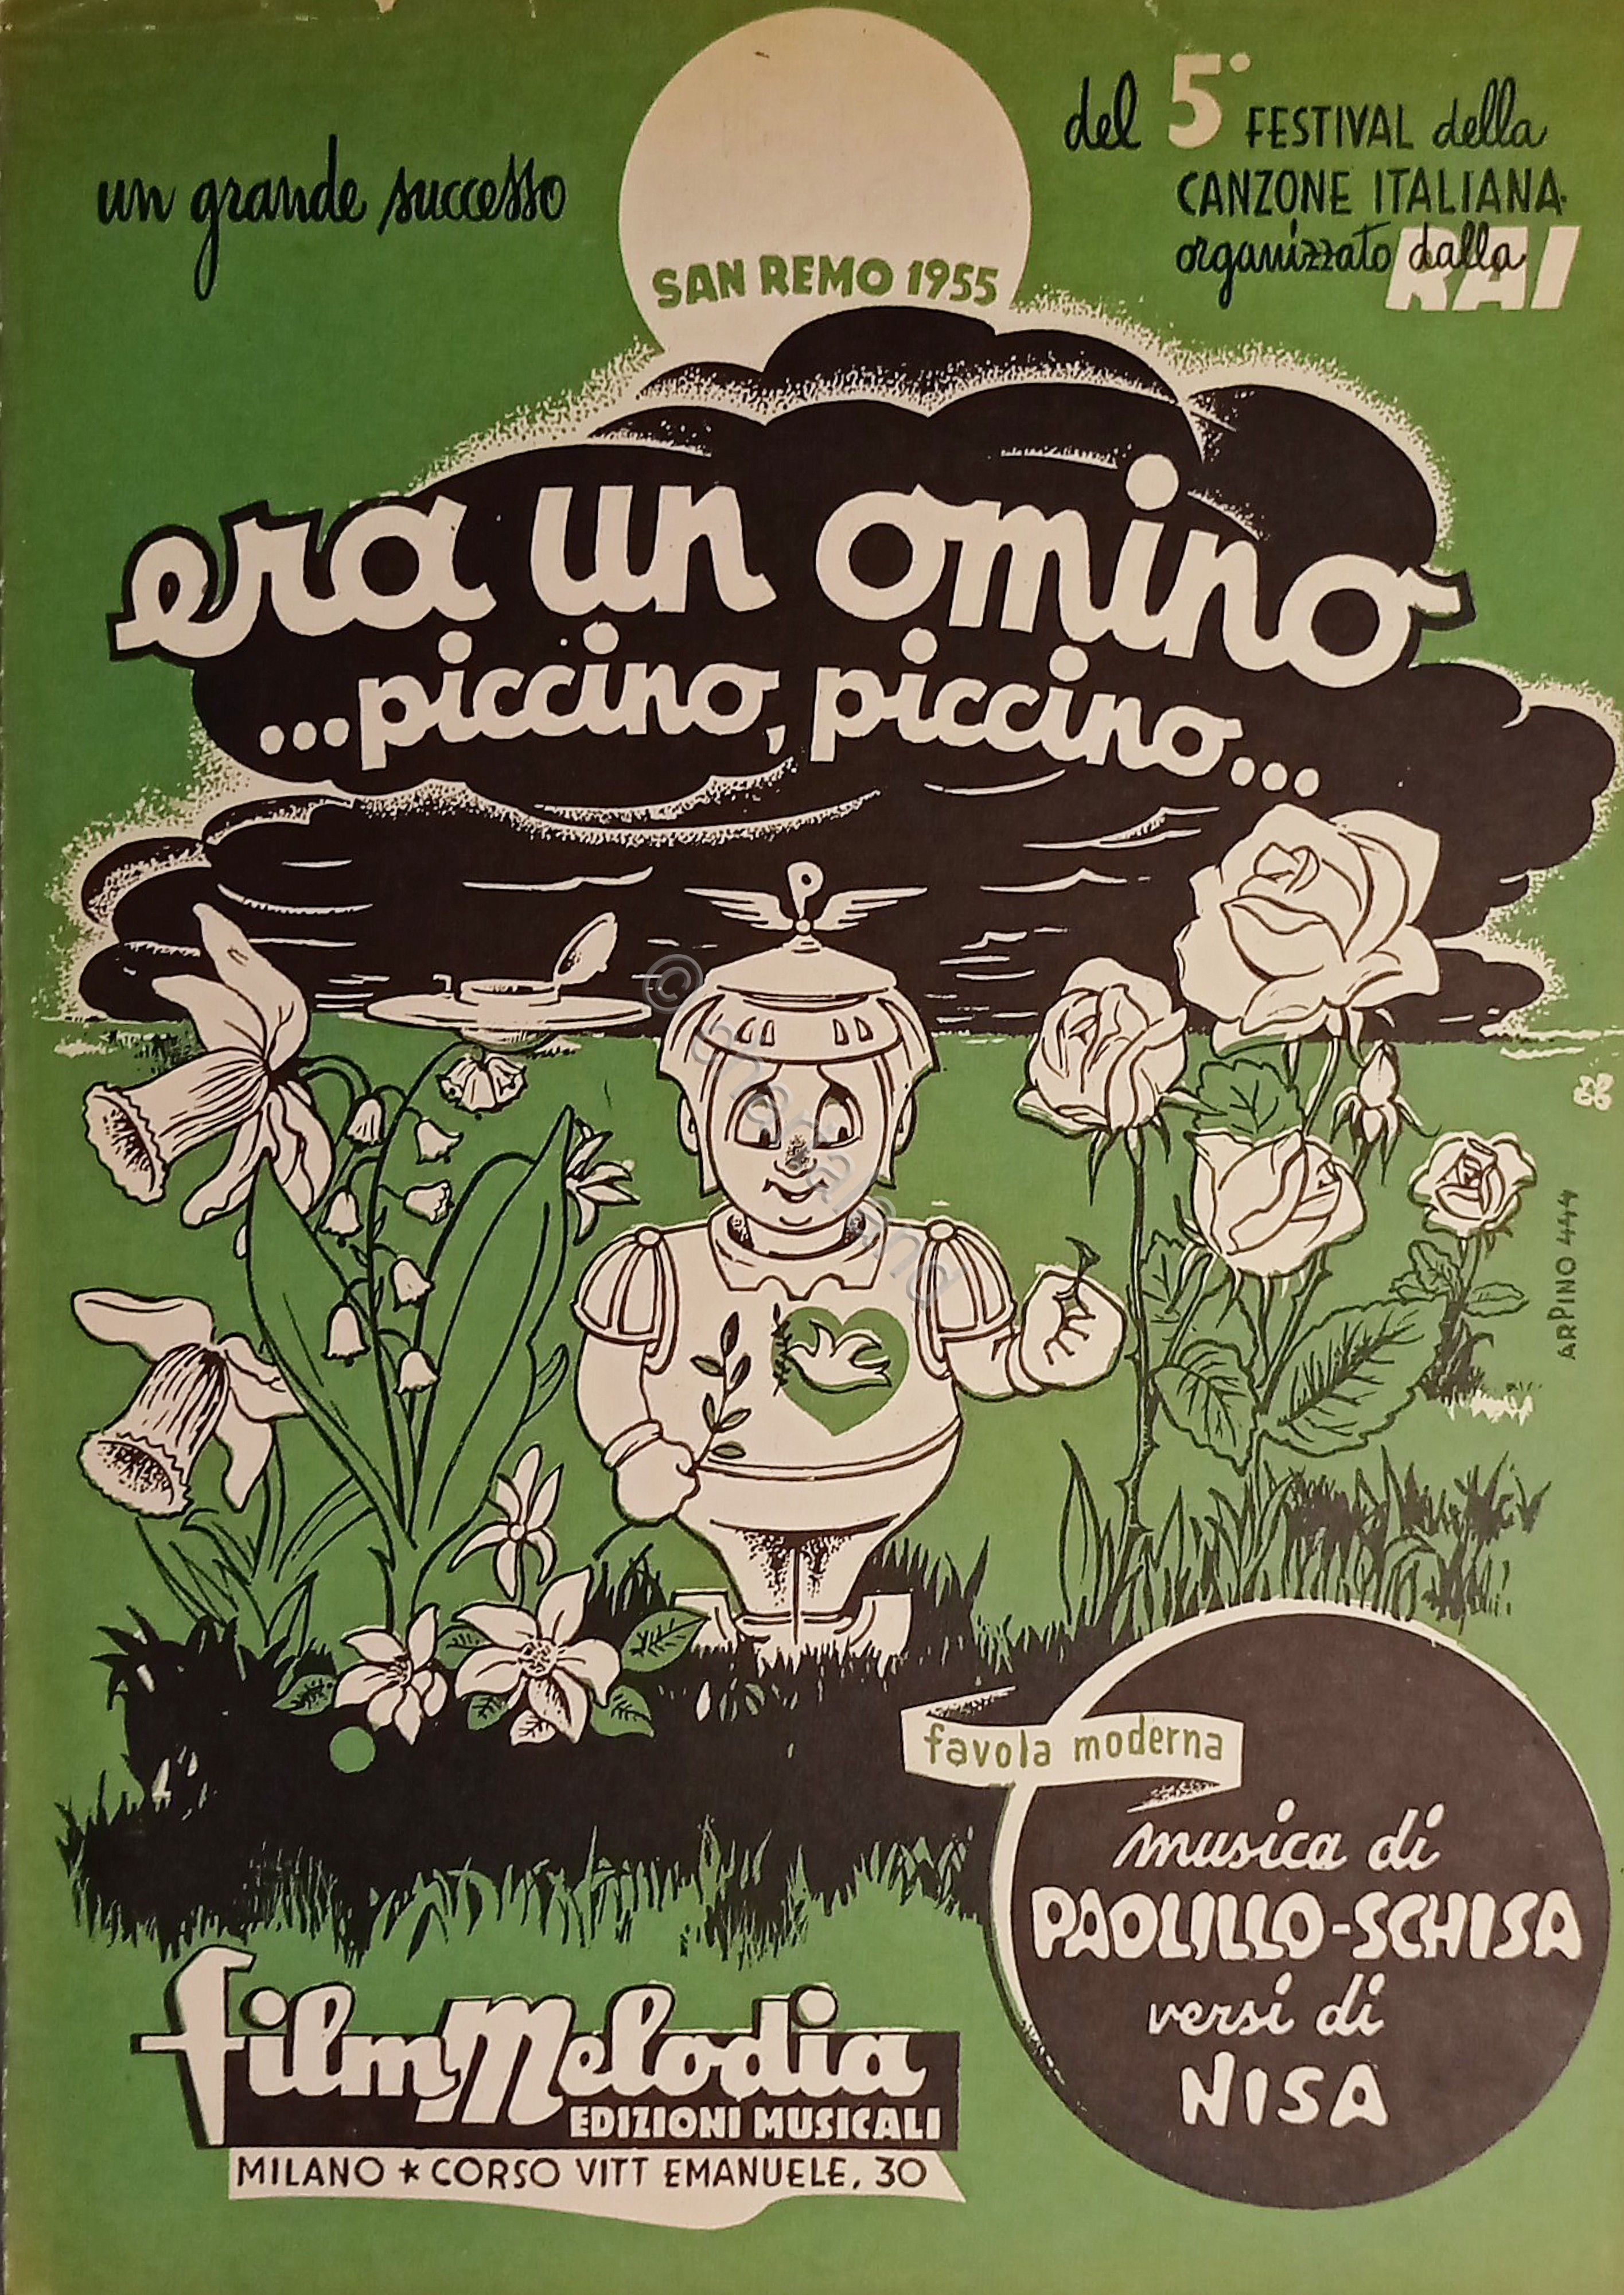 un grande successo
del 5° FESTIVAL della
CANZONE ITALIANA
organizzato dalla
RAI
SAN REMO 1955
era un omino
...piccino, piccino...
P
© mamaland
ARPINO 444
favola moderna
musica di
PAOLILLO-SCHISA
versi di
NISA
film Melodia
EDIZIONI MUSICALI
MILANO * CORSO VITT EMANUELE, 30